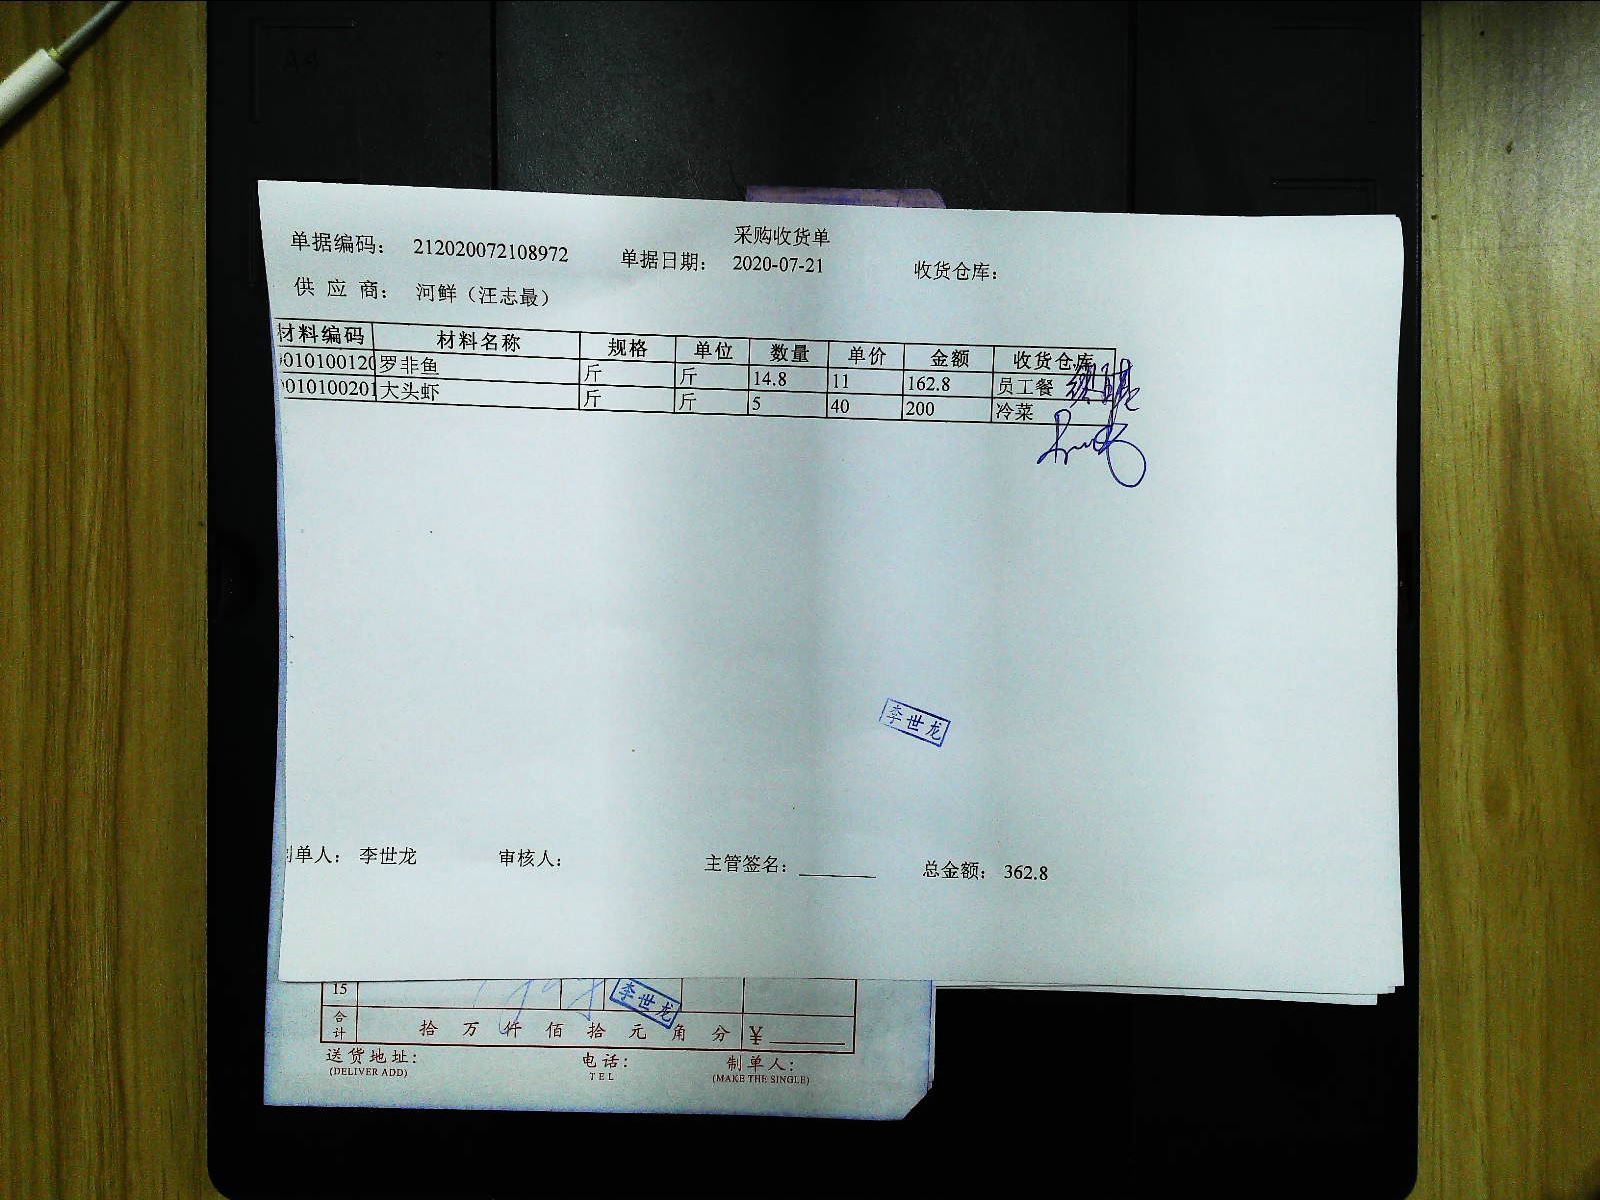 采购收货单
单据编码： 212020072108972 单据日期： 2020-07-21 收货仓库：
供 应 商： 河鲜（汪志最）
材料编码 材料名称 规格 单位 数量 单价 金额 收货仓库
010100120 罗非鱼 斤 斤 14.8 11 162.8 员工餐
010100201 大头虾 斤 斤 5 40 200 冷菜
李世龙
制单人： 李世龙 审核人： 主管签名： 总金额： 362.8
15
李世龙
合计 拾 万 仟 佰 拾 元 角 分 ¥
送货地址： 电话： 制单人：
(DELIVER ADD) TEL (MAKE THE SINGLE)